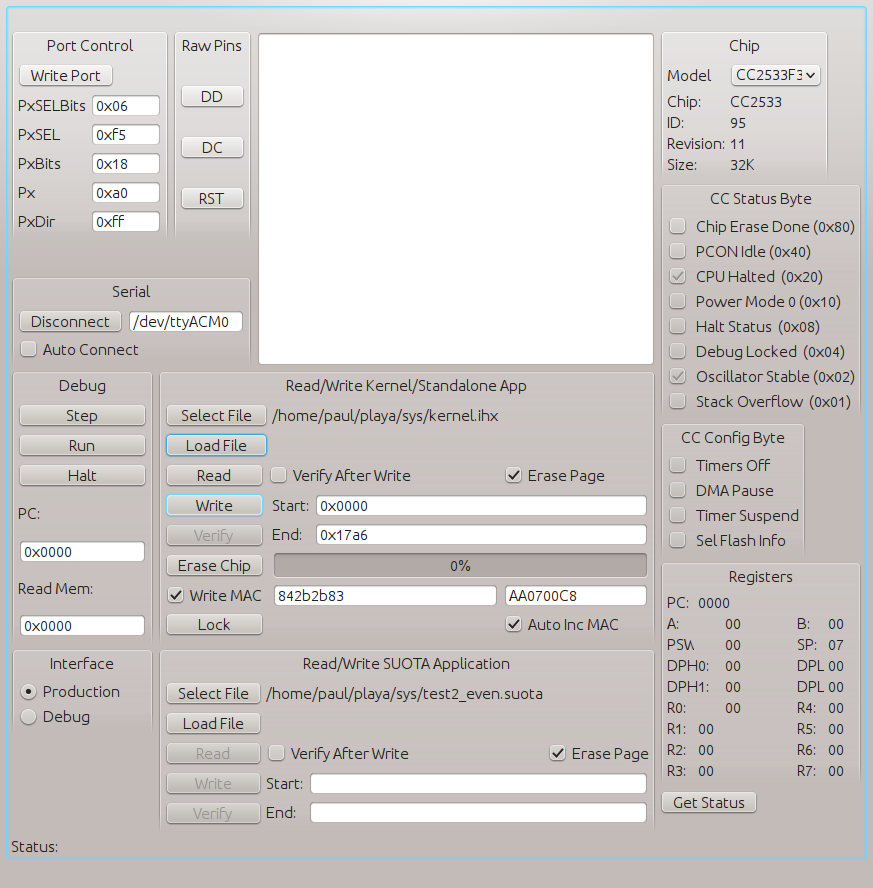 Port Control
Write Port
PxSELBits 0x06
PxSEL 0xf5
PxBits 0x18
Px 0xa0
PxDir 0xff
Raw Pins
DD
DC
RST
Serial
Disconnect /dev/ttyACM0
Auto Connect
Chip
Model CC2533F3
Chip: CC2533
ID: 95
Revision: 11
Size: 32K
CC Status Byte
Chip Erase Done (0x80)
PCON Idle (0x40)
CPU Halted (0x20)
Power Mode 0 (0x10)
Halt Status (0x08)
Debug Locked (0x04)
Oscillator Stable (0x02)
Stack Overflow (0x01)
Debug
Step
Run
Halt
PC:
0x0000
Read Mem:
0x0000
Read/Write Kernel/Standalone App
Select File /home/paul/playa/sys/kernel.ihx
Load File
Read Verify After Write Erase Page
Write Start: 0x0000
Verify End: 0x17a6
Erase Chip 0%
Write MAC 842b2b83 AA0700C8
Lock Auto Inc MAC
CC Config Byte
Timers Off
DMA Pause
Timer Suspend
Sel Flash Info
Interface
Production
Debug
Read/Write SUOTA Application
Select File /home/paul/playa/sys/test2_even.suota
Load File
Read Verify After Write Erase Page
Write Start:
Verify End:
Registers
PC: 0000
A: 00 B: 00
PSW 00 SP: 07
DPH0: 00 DPL 00
DPH1: 00 DPL 00
R0: 00 R4: 00
R1: 00 R5: 00
R2: 00 R6: 00
R3: 00 R7: 00
Get Status
Status: